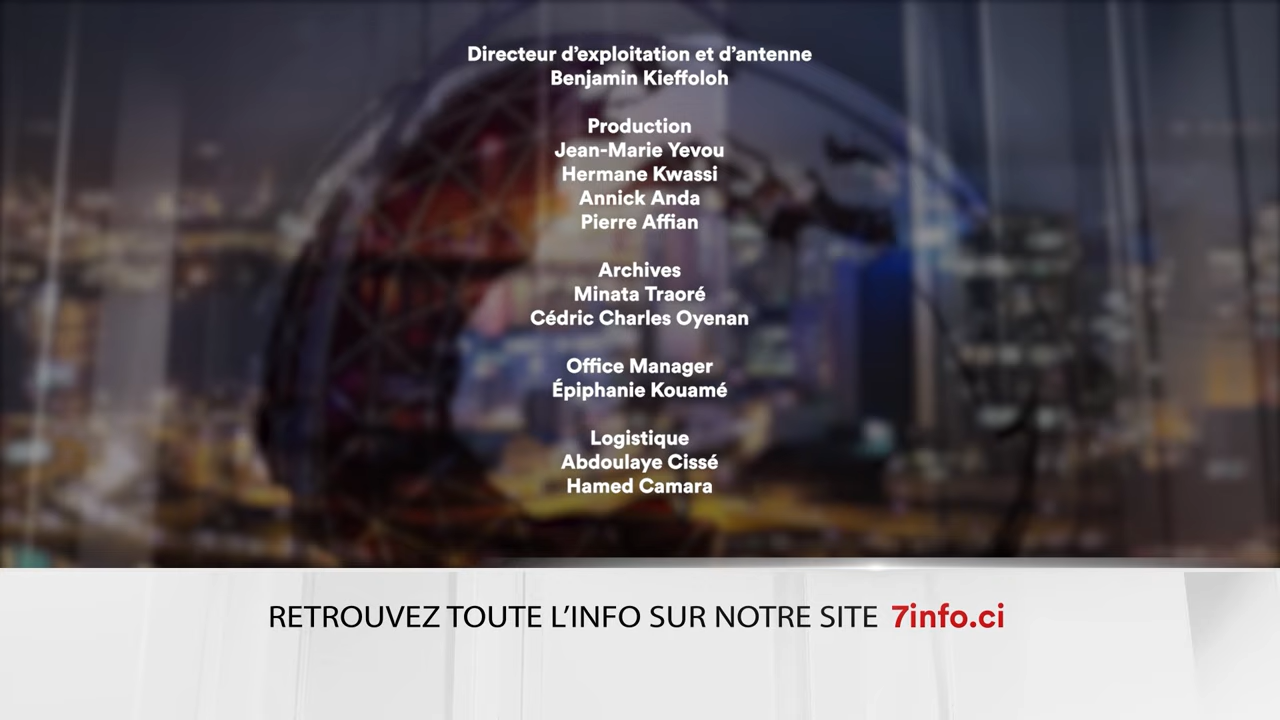 Directeur d’exploitation et d’antenne
Benjamin Kieffoloh
Production
Jean-Marie Yevou
Hermane Kwassi
Annick Anda
Pierre Affian
Archives
Minata Traoré
Cédric Charles Oyenan
Office Manager
Épiphanie Kouamé
Logistique
Abdoulaye Cissé
Hamed Camara
RETROUVEZ TOUTE L’INFO SUR NOTRE SITE 7info.ci